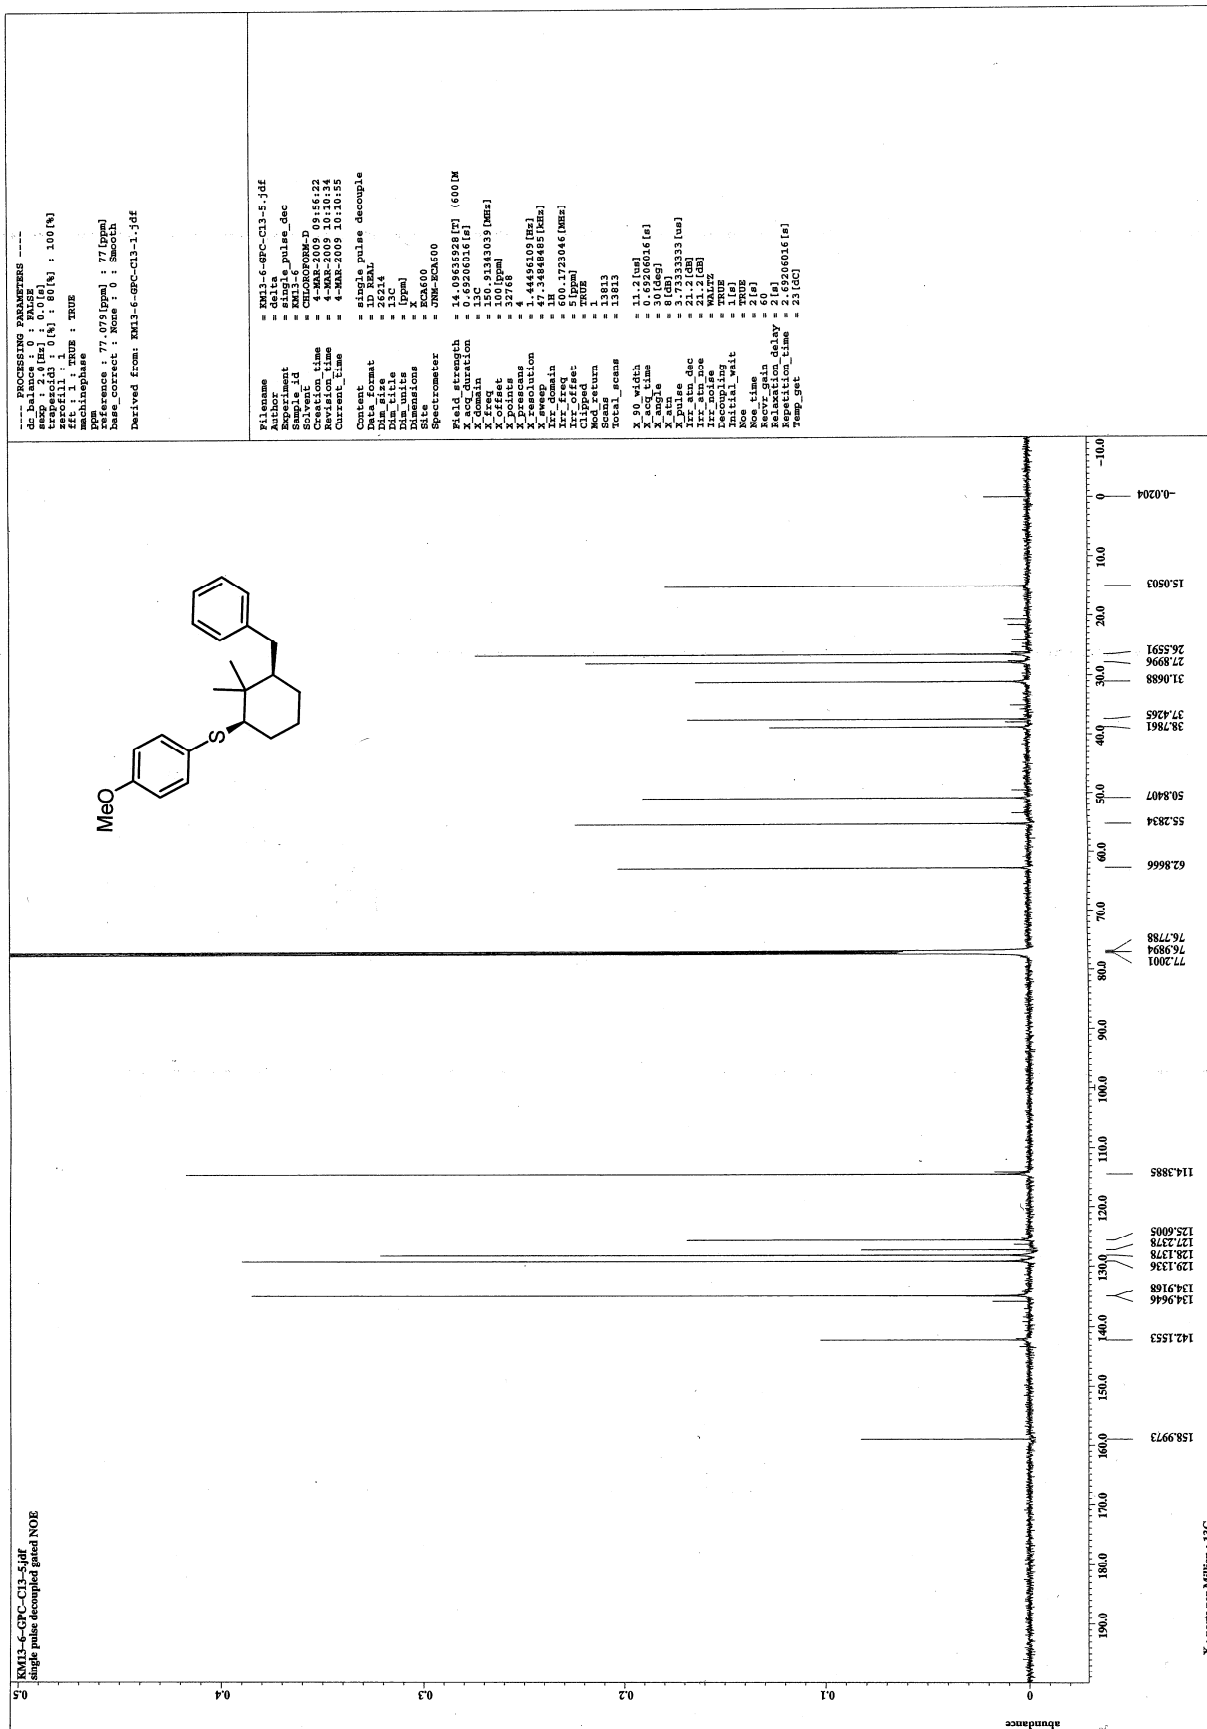 KM13-6-GPC-C13-5.jdf
single pulse decoupled gated NOE
---- PROCESSING PARAMETERS ----
dc_balance : 0 : FALSE
sexp : 2.0[Hz] : 0.0[s]
trapezoid3 : 0[%] : 80[%] : 100[%]
zerofill : 1
fft : 1 : TRUE : TRUE
machinephase
ppm
reference : 77.079[ppm] : 77[ppm]
base_correct : None : 0 : Smooth
Derived from: KM13-6-GPC-C13-1.jdf
Filename = KM13-6-GPC-C13-5.jdf
Author = delta
Experiment = single_pulse_dec
Sample_id = KM13-6
Solvent = CHLOROFORM-D
Creation_time = 4-MAR-2009 09:56:22
Revision_time = 4-MAR-2009 10:10:34
Current_time = 4-MAR-2009 10:10:55
Content = single pulse decouple
Data_format = 1D REAL
Dim_size = 26214
Dim_title = 13C
Dim_units = [ppm]
Dimensions = X
Site = ECA600
Spectrometer = JNM-ECA600
Field_strength = 14.09635928[T] (600[M
X_acq_duration = 0.69206016[s]
X_domain = 13C
X_freq = 150.91343039[MHz]
X_offset = 100[ppm]
X_points = 32768
X_prescans = 4
X_resolution = 1.44496109[Hz]
X_sweep = 47.34848485[kHz]
Irr_domain = 1H
Irr_freq = 600.1723046[MHz]
Irr_offset = 5[ppm]
Clipped = TRUE
Mod_return = 1
Scans = 13813
Total_scans = 13813
X_90_width = 11.2[us]
X_acq_time = 0.69206016[s]
X_angle = 30[deg]
X_atn = 8[dB]
X_pulse = 3.73333333[us]
Irr_atn_dec = 21.2[dB]
Irr_atn_noe = 21.2[dB]
Irr_noise = WALTZ
Decoupling = TRUE
Initial_wait = 1[s]
Noe = TRUE
Noe_time = 2[s]
Recvr_gain = 60
Relaxation_delay = 2[s]
Repetition_time = 2.69206016[s]
Temp_get = 23[dC]
MeO
S
abundance
0 0.1 0.2 0.3 0.4 0.5
190.0 180.0 170.0 160.0 150.0 140.0 130.0 120.0 110.0 100.0 90.0 80.0 70.0 60.0 50.0 40.0 30.0 20.0 10.0 0 -10.0
158.9973
142.1553
134.9646
134.9168
129.1336
128.1378
127.2378
125.6005
114.3885
77.2001
76.9894
76.7788
62.8666
55.2834
50.8407
38.7861
37.4265
31.0688
27.8996
26.5591
15.0503
-0.0204